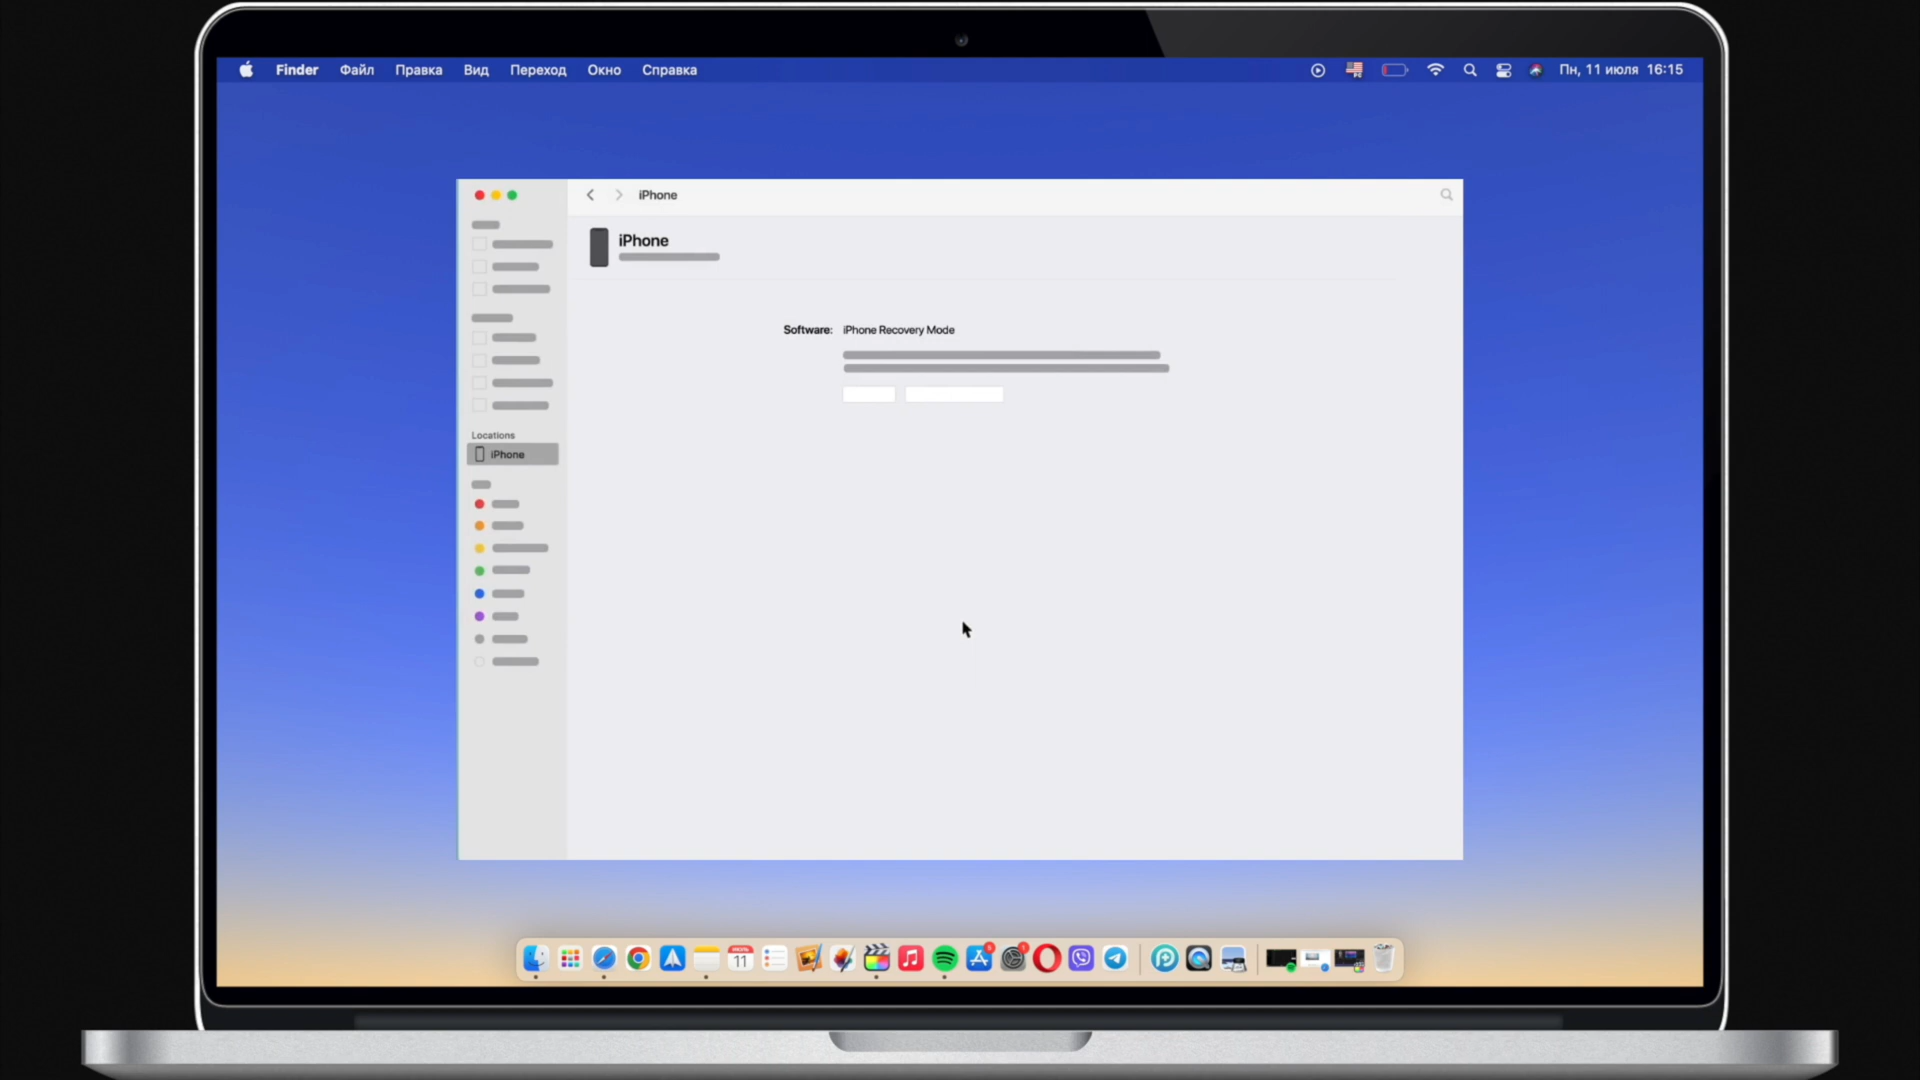 Finder Файл Правка Вид Переход Окно Справка Пн, 11 июля 16:15
iPhone
iPhone
Software: iPhone Recovery Mode
Locations
iPhone
11